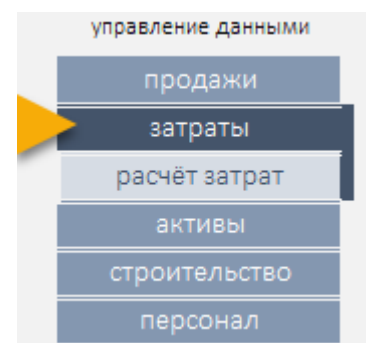 управление данными
продажи
затраты
расчёт затрат
активы
строительство
персонал